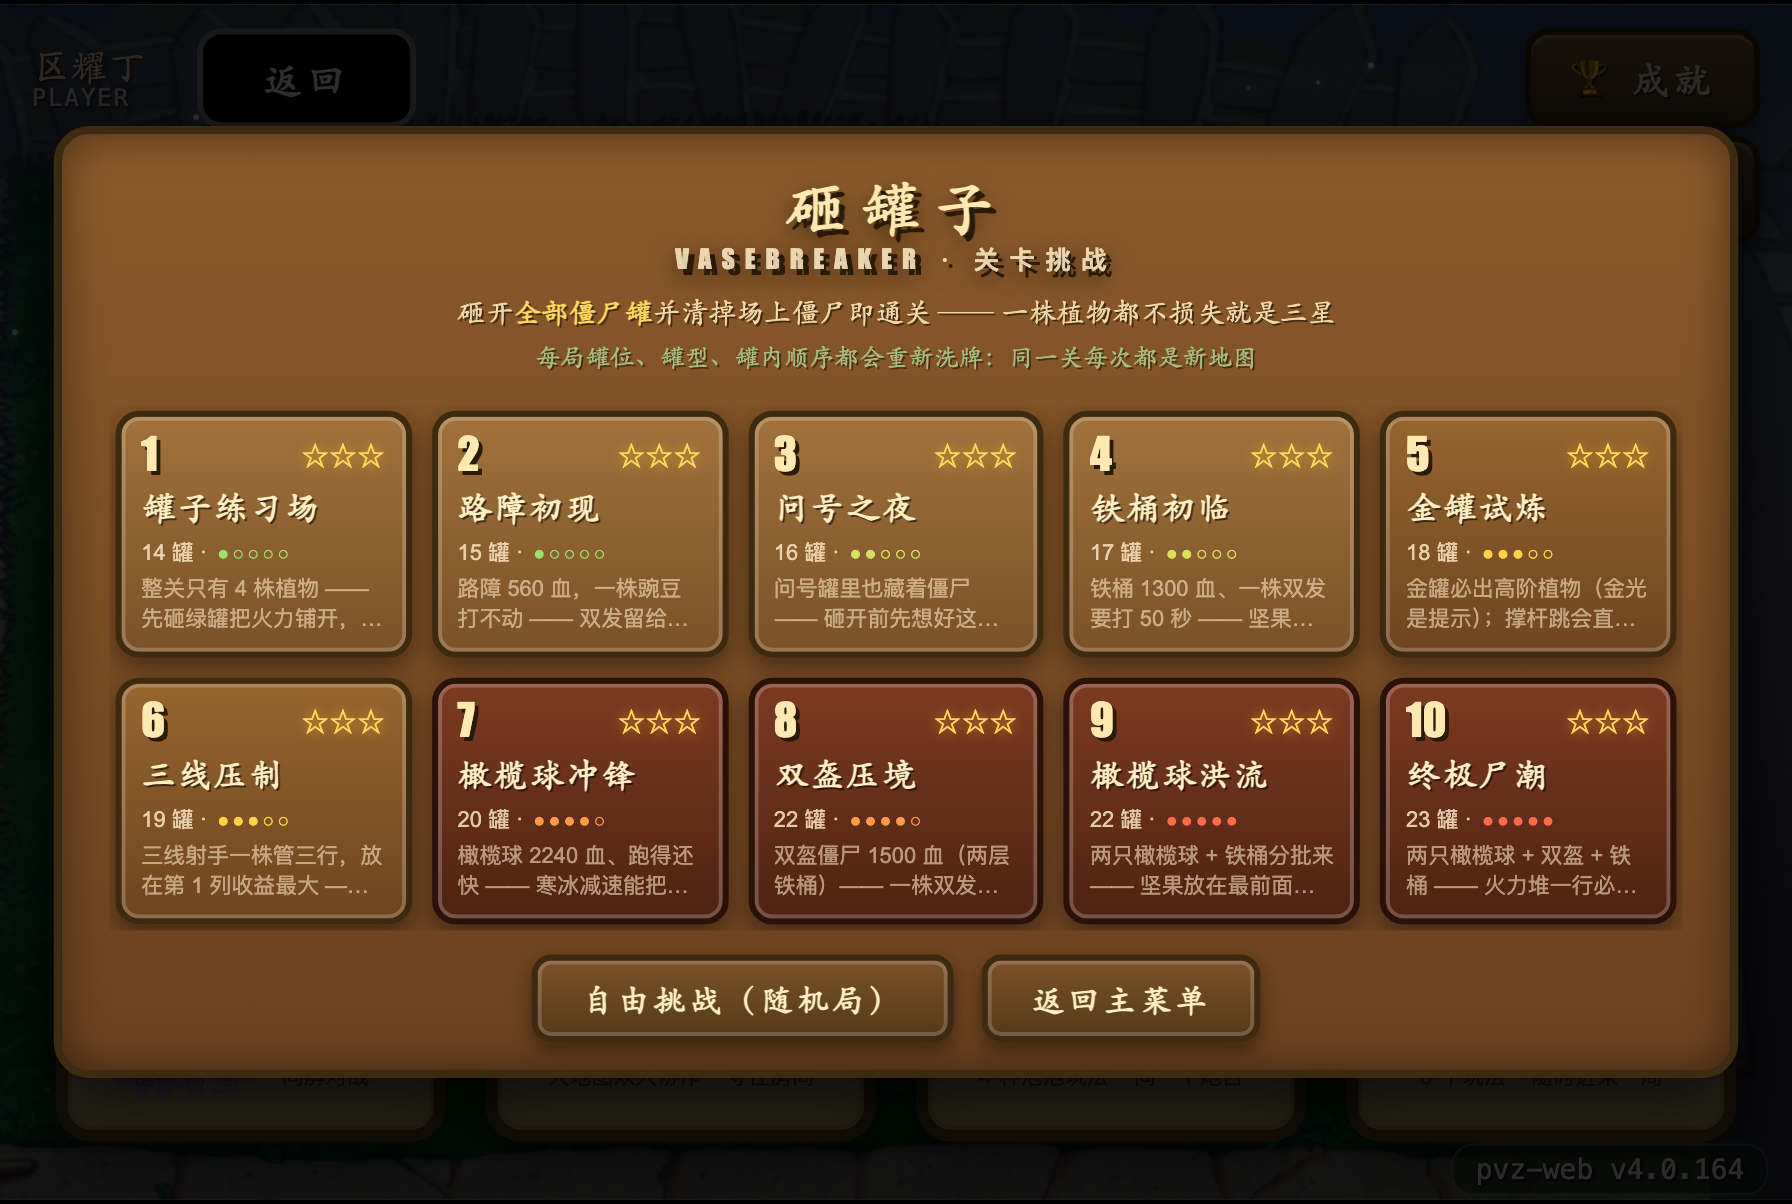 区耀丁
PLAYER
返回
🏆 成就
砸罐子
VASEBREAKER · 关卡挑战
砸开全部僵尸罐并清掉场上僵尸即通关 —— 一株植物都不损失就是三星
每局罐位、罐型、罐内顺序都会重新洗牌：同一关每次都是新地图
1 ☆☆☆
罐子练习场
14 罐 · ●○○○○
整关只有 4 株植物 ——
先砸绿罐把火力铺开，...
2 ☆☆☆
路障初现
15 罐 · ●○○○○
路障 560 血，一株豌豆
打不动 —— 双发留给...
3 ☆☆☆
问号之夜
16 罐 · ●●○○○
问号罐里也藏着僵尸
—— 砸开前先想好这...
4 ☆☆☆
铁桶初临
17 罐 · ●●○○○
铁桶 1300 血、一株双发
要打 50 秒 —— 坚果...
5 ☆☆☆
金罐试炼
18 罐 · ●●●○○
金罐必出高阶植物（金光
是提示）；撑杆跳会直...
6 ☆☆☆
三线压制
19 罐 · ●●●○○
三线射手一株管三行，放
在第 1 列收益最大 —...
7 ☆☆☆
橄榄球冲锋
20 罐 · ●●●●○
橄榄球 2240 血、跑得还
快 —— 寒冰减速能把...
8 ☆☆☆
双盔压境
22 罐 · ●●●●○
双盔僵尸 1500 血（两层
铁桶）—— 一株双发...
9 ☆☆☆
橄榄球洪流
22 罐 · ●●●●●
两只橄榄球 + 铁桶分批来
—— 坚果放在最前面...
10 ☆☆☆
终极尸潮
23 罐 · ●●●●●
两只橄榄球 + 双盔 + 铁
桶 —— 火力堆一行必...
自由挑战（随机局）
返回主菜单
pvz-web v4.0.164